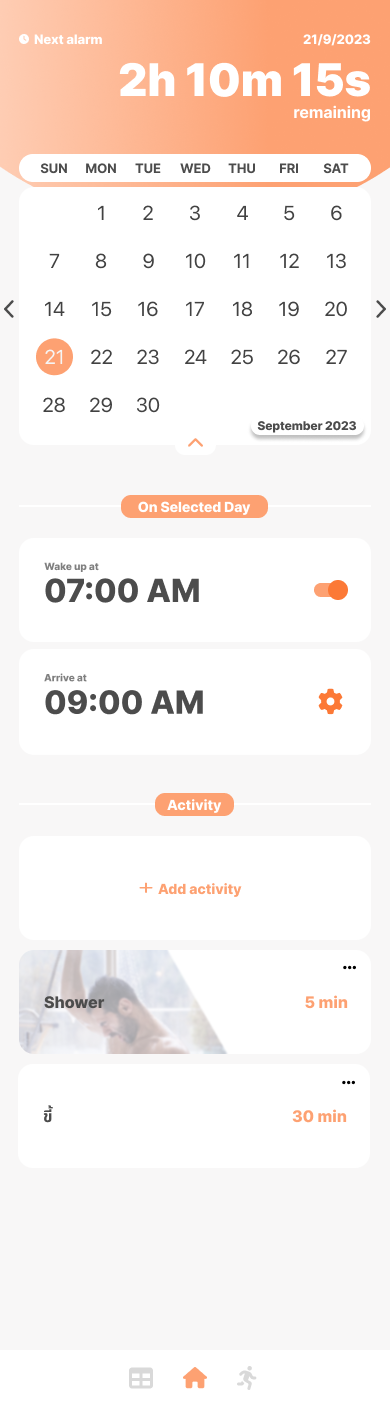 Next alarm 21/9/2023
2h 10m 15s
remaining
SUN MON TUE WED THU FRI SAT
1 2 3 4 5 6
7 8 9 10 11 12 13
14 15 16 17 18 19 20
21 22 23 24 25 26 27
28 29 30
September 2023
On Selected Day
Wake up at
07:00 AM
Arrive at
09:00 AM
Activity
+ Add activity
Shower 5 min
ขี้ 30 min